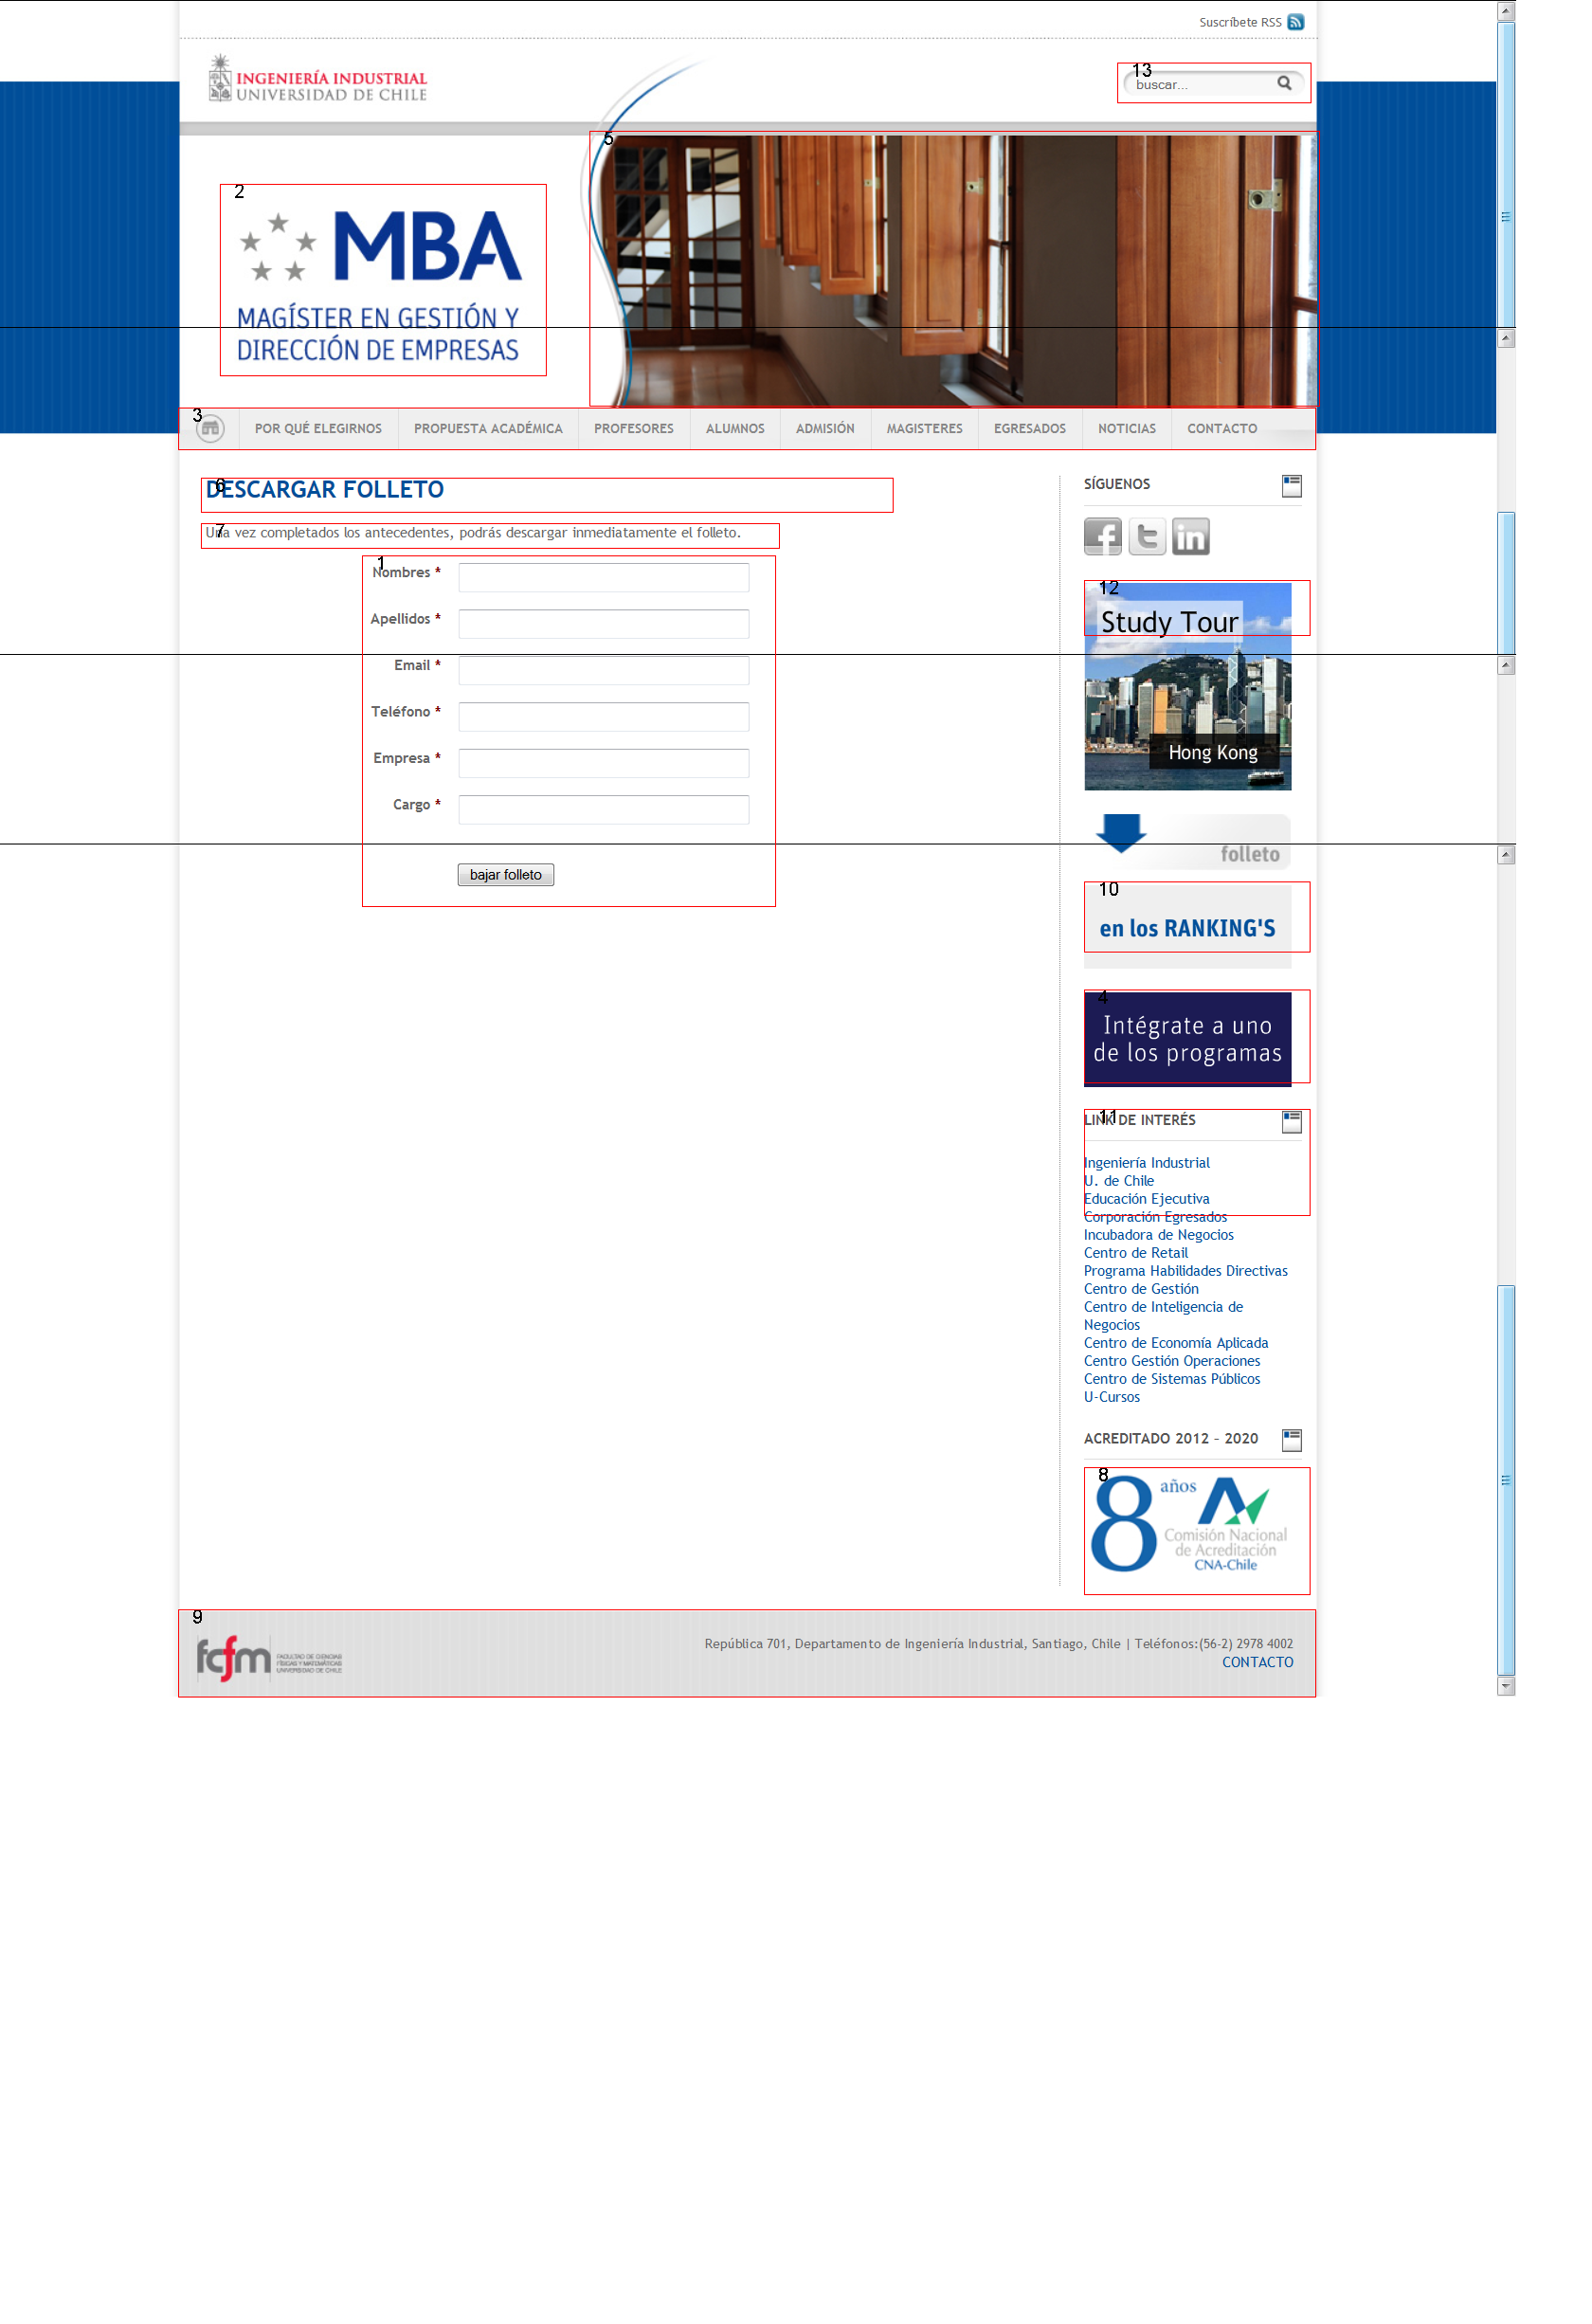 Suscríbete RSS
INGENIERÍA INDUSTRIAL
UNIVERSIDAD DE CHILE
13
buscar...
5
2
MBA
MAGÍSTER EN GESTIÓN Y
DIRECCIÓN DE EMPRESAS
3
POR QUÉ ELEGIRNOS PROPUESTA ACADÉMICA PROFESORES ALUMNOS ADMISIÓN MAGISTERES EGRESADOS NOTICIAS CONTACTO
6
DESCARGAR FOLLETO
7
Una vez completados los antecedentes, podrás descargar inmediatamente el folleto.
1
Nombres *
Apellidos *
Email *
Teléfono *
Empresa *
Cargo *
bajar folleto
SÍGUENOS
12
Study Tour
Hong Kong
folleto
10
en los RANKING'S
4
Intégrate a uno
de los programas
11
LINK DE INTERÉS
Ingeniería Industrial
U. de Chile
Educación Ejecutiva
Corporación Egresados
Incubadora de Negocios
Centro de Retail
Programa Habilidades Directivas
Centro de Gestión
Centro de Inteligencia de
Negocios
Centro de Economía Aplicada
Centro Gestión Operaciones
Centro de Sistemas Públicos
U-Cursos
ACREDITADO 2012 – 2020
8
8 años
Comisión Nacional
de Acreditación
CNA-Chile
9
fcfm
FACULTAD DE CIENCIAS
FÍSICAS Y MATEMÁTICAS
UNIVERSIDAD DE CHILE
República 701, Departamento de Ingeniería Industrial, Santiago, Chile | Teléfonos:(56-2) 2978 4002
CONTACTO